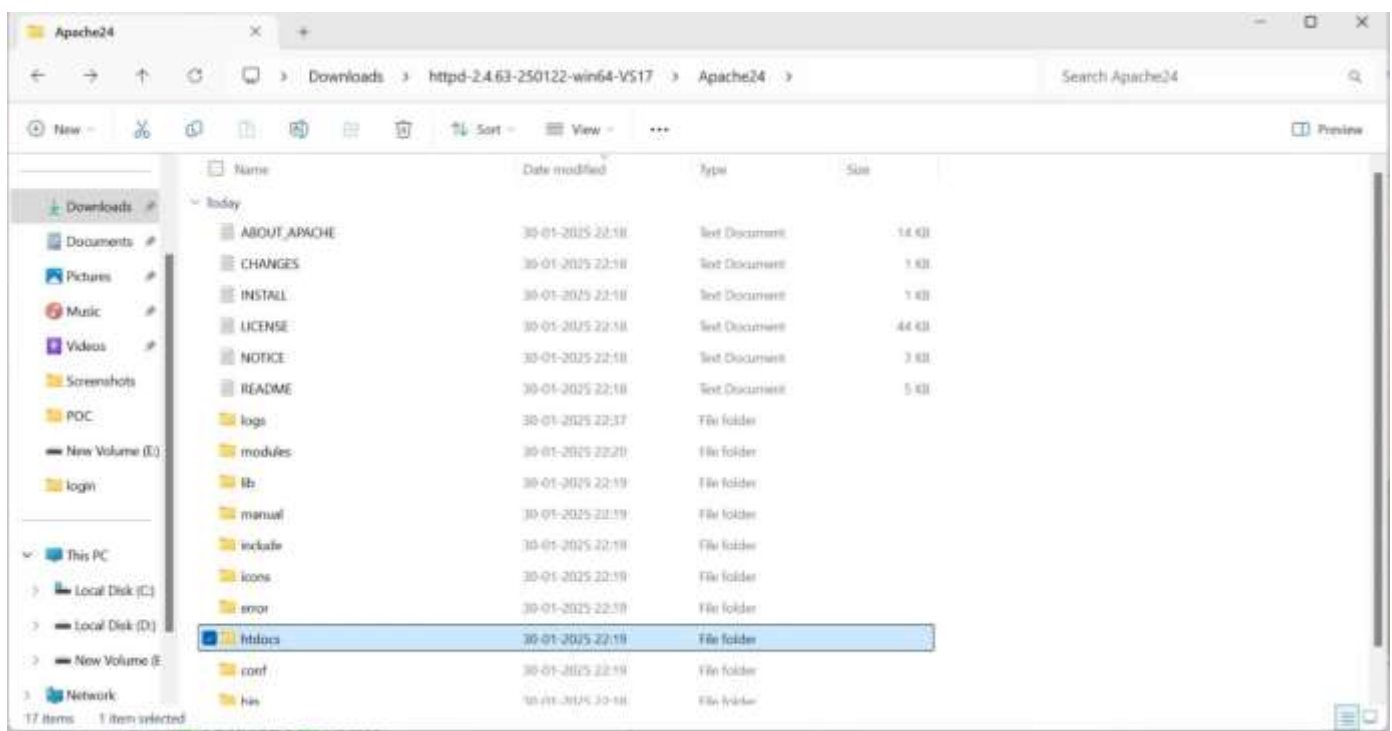 Apache24
Downloads > httpd-2.4.63-250122-win64-VS17 > Apache24 >
Search Apache24
New
Sort
View
Preview
Name Date modified Type Size
Today
ABOUT_APACHE 30-01-2025 22:18 Text Document 14 KB
CHANGES 30-01-2025 22:18 Text Document 1 KB
INSTALL 30-01-2025 22:18 Text Document 1 KB
LICENSE 30-01-2025 22:18 Text Document 44 KB
NOTICE 30-01-2025 22:18 Text Document 3 KB
README 30-01-2025 22:18 Text Document 5 KB
logs 30-01-2025 22:37 File folder
modules 30-01-2025 22:20 File folder
lib 30-01-2025 22:19 File folder
manual 30-01-2025 22:19 File folder
include 30-01-2025 22:19 File folder
icons 30-01-2025 22:19 File folder
error 30-01-2025 22:19 File folder
htdocs 30-01-2025 22:19 File folder
conf 30-01-2025 22:19 File folder
bin 30-01-2025 File folder
Downloads
Documents
Pictures
Music
Videos
Screenshots
POC
New Volume (E:)
login
This PC
Local Disk (C:)
Local Disk (D:)
New Volume (E
Network
17 items 1 item selected